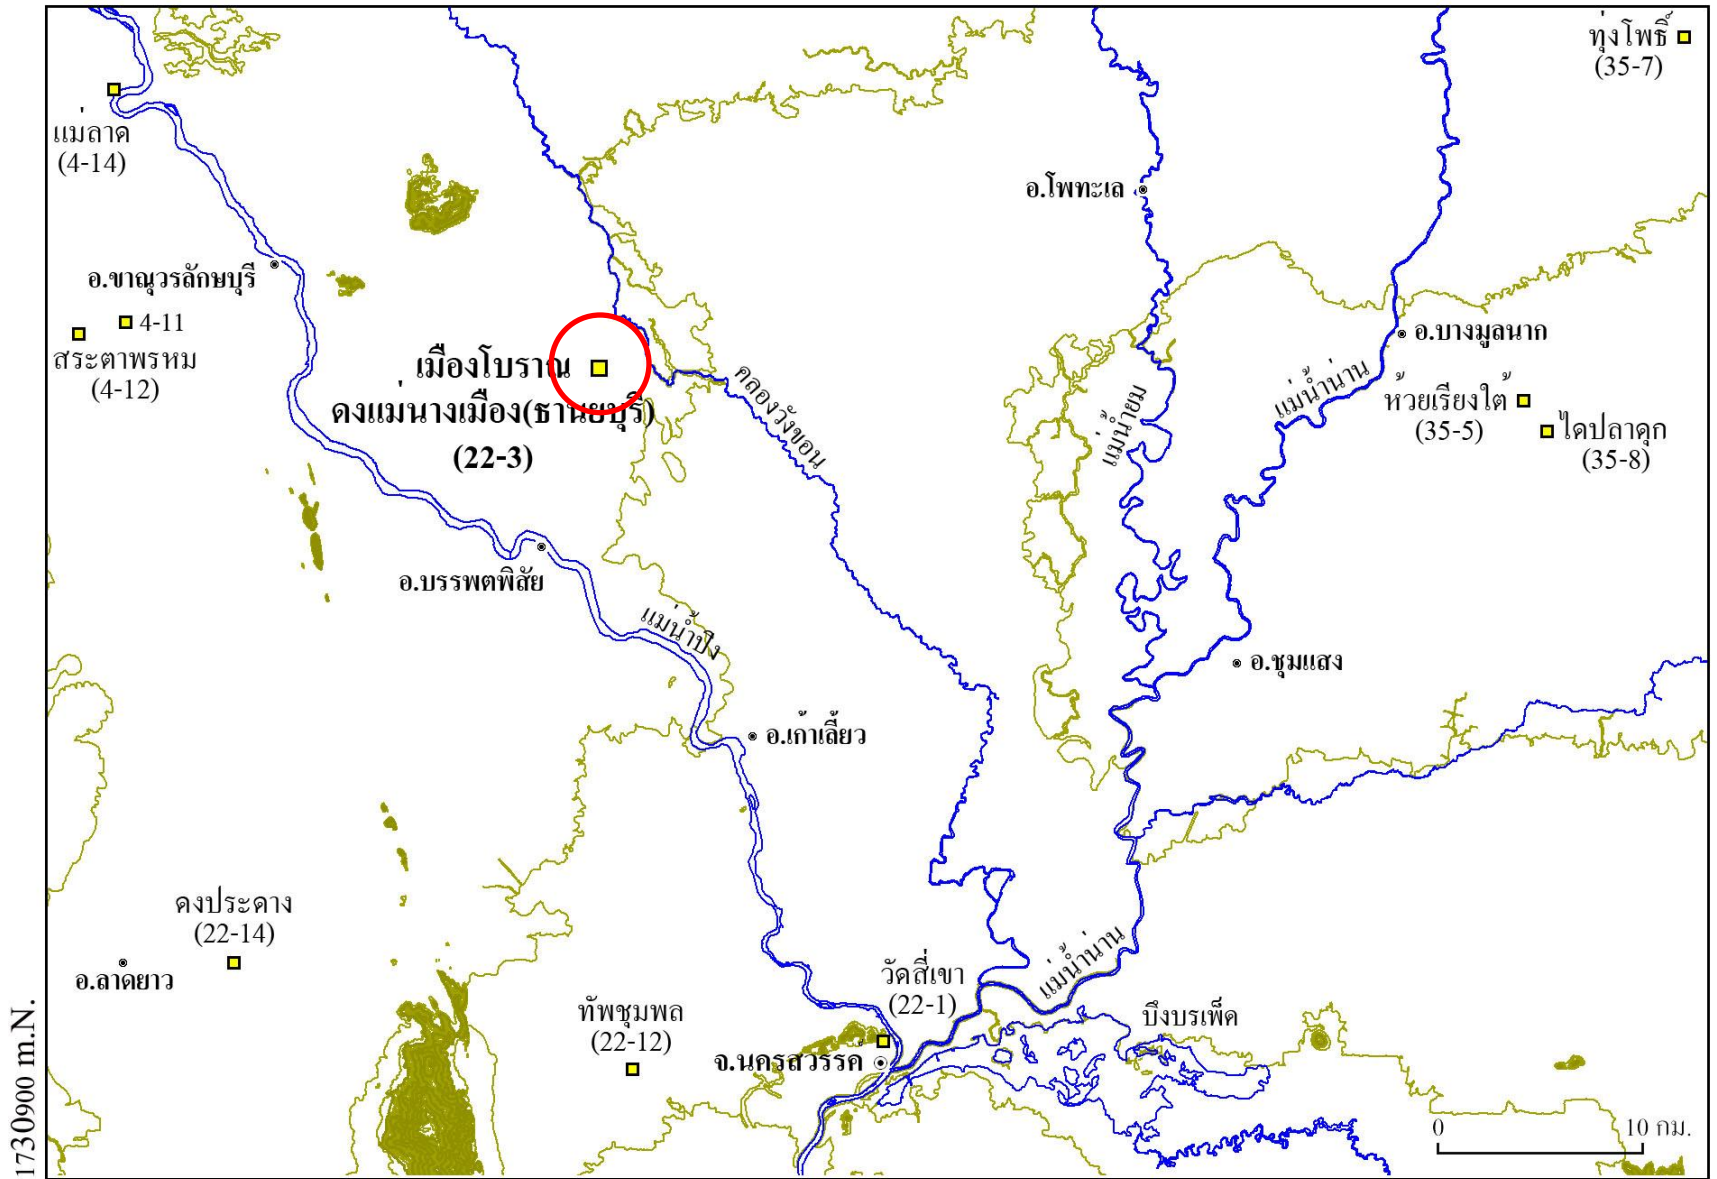 ทุ่งโพธิ์
(35-7)
แม่ลาด
(4-14)
อ.โพทะเล
อ.ขาณุวรลักษบุรี
4-11
สระตาพรหม
(4-12)
เมืองโบราณ
ดงแม่นางเมือง(ธานยบุรี)
(22-3)
คลองวังขอน
แม่น้ำยม
แม่น้ำน่าน
อ.บางมูลนาก
ห้วยเรียงใต้
(35-5)
ไดปลาดุก
(35-8)
อ.บรรพตพิสัย
แม่น้ำปิง
อ.ชุมแสง
อ.เก้าเลี้ยว
ดงประดาง
(22-14)
อ.ลาดยาว
วัดสี่เขา
(22-1)
แม่น้ำน่าน
ทัพชุมพล
(22-12)
บึงบรเพ็ด
จ.นครสวรรค์
0 10 กม.
1730900 m.N.